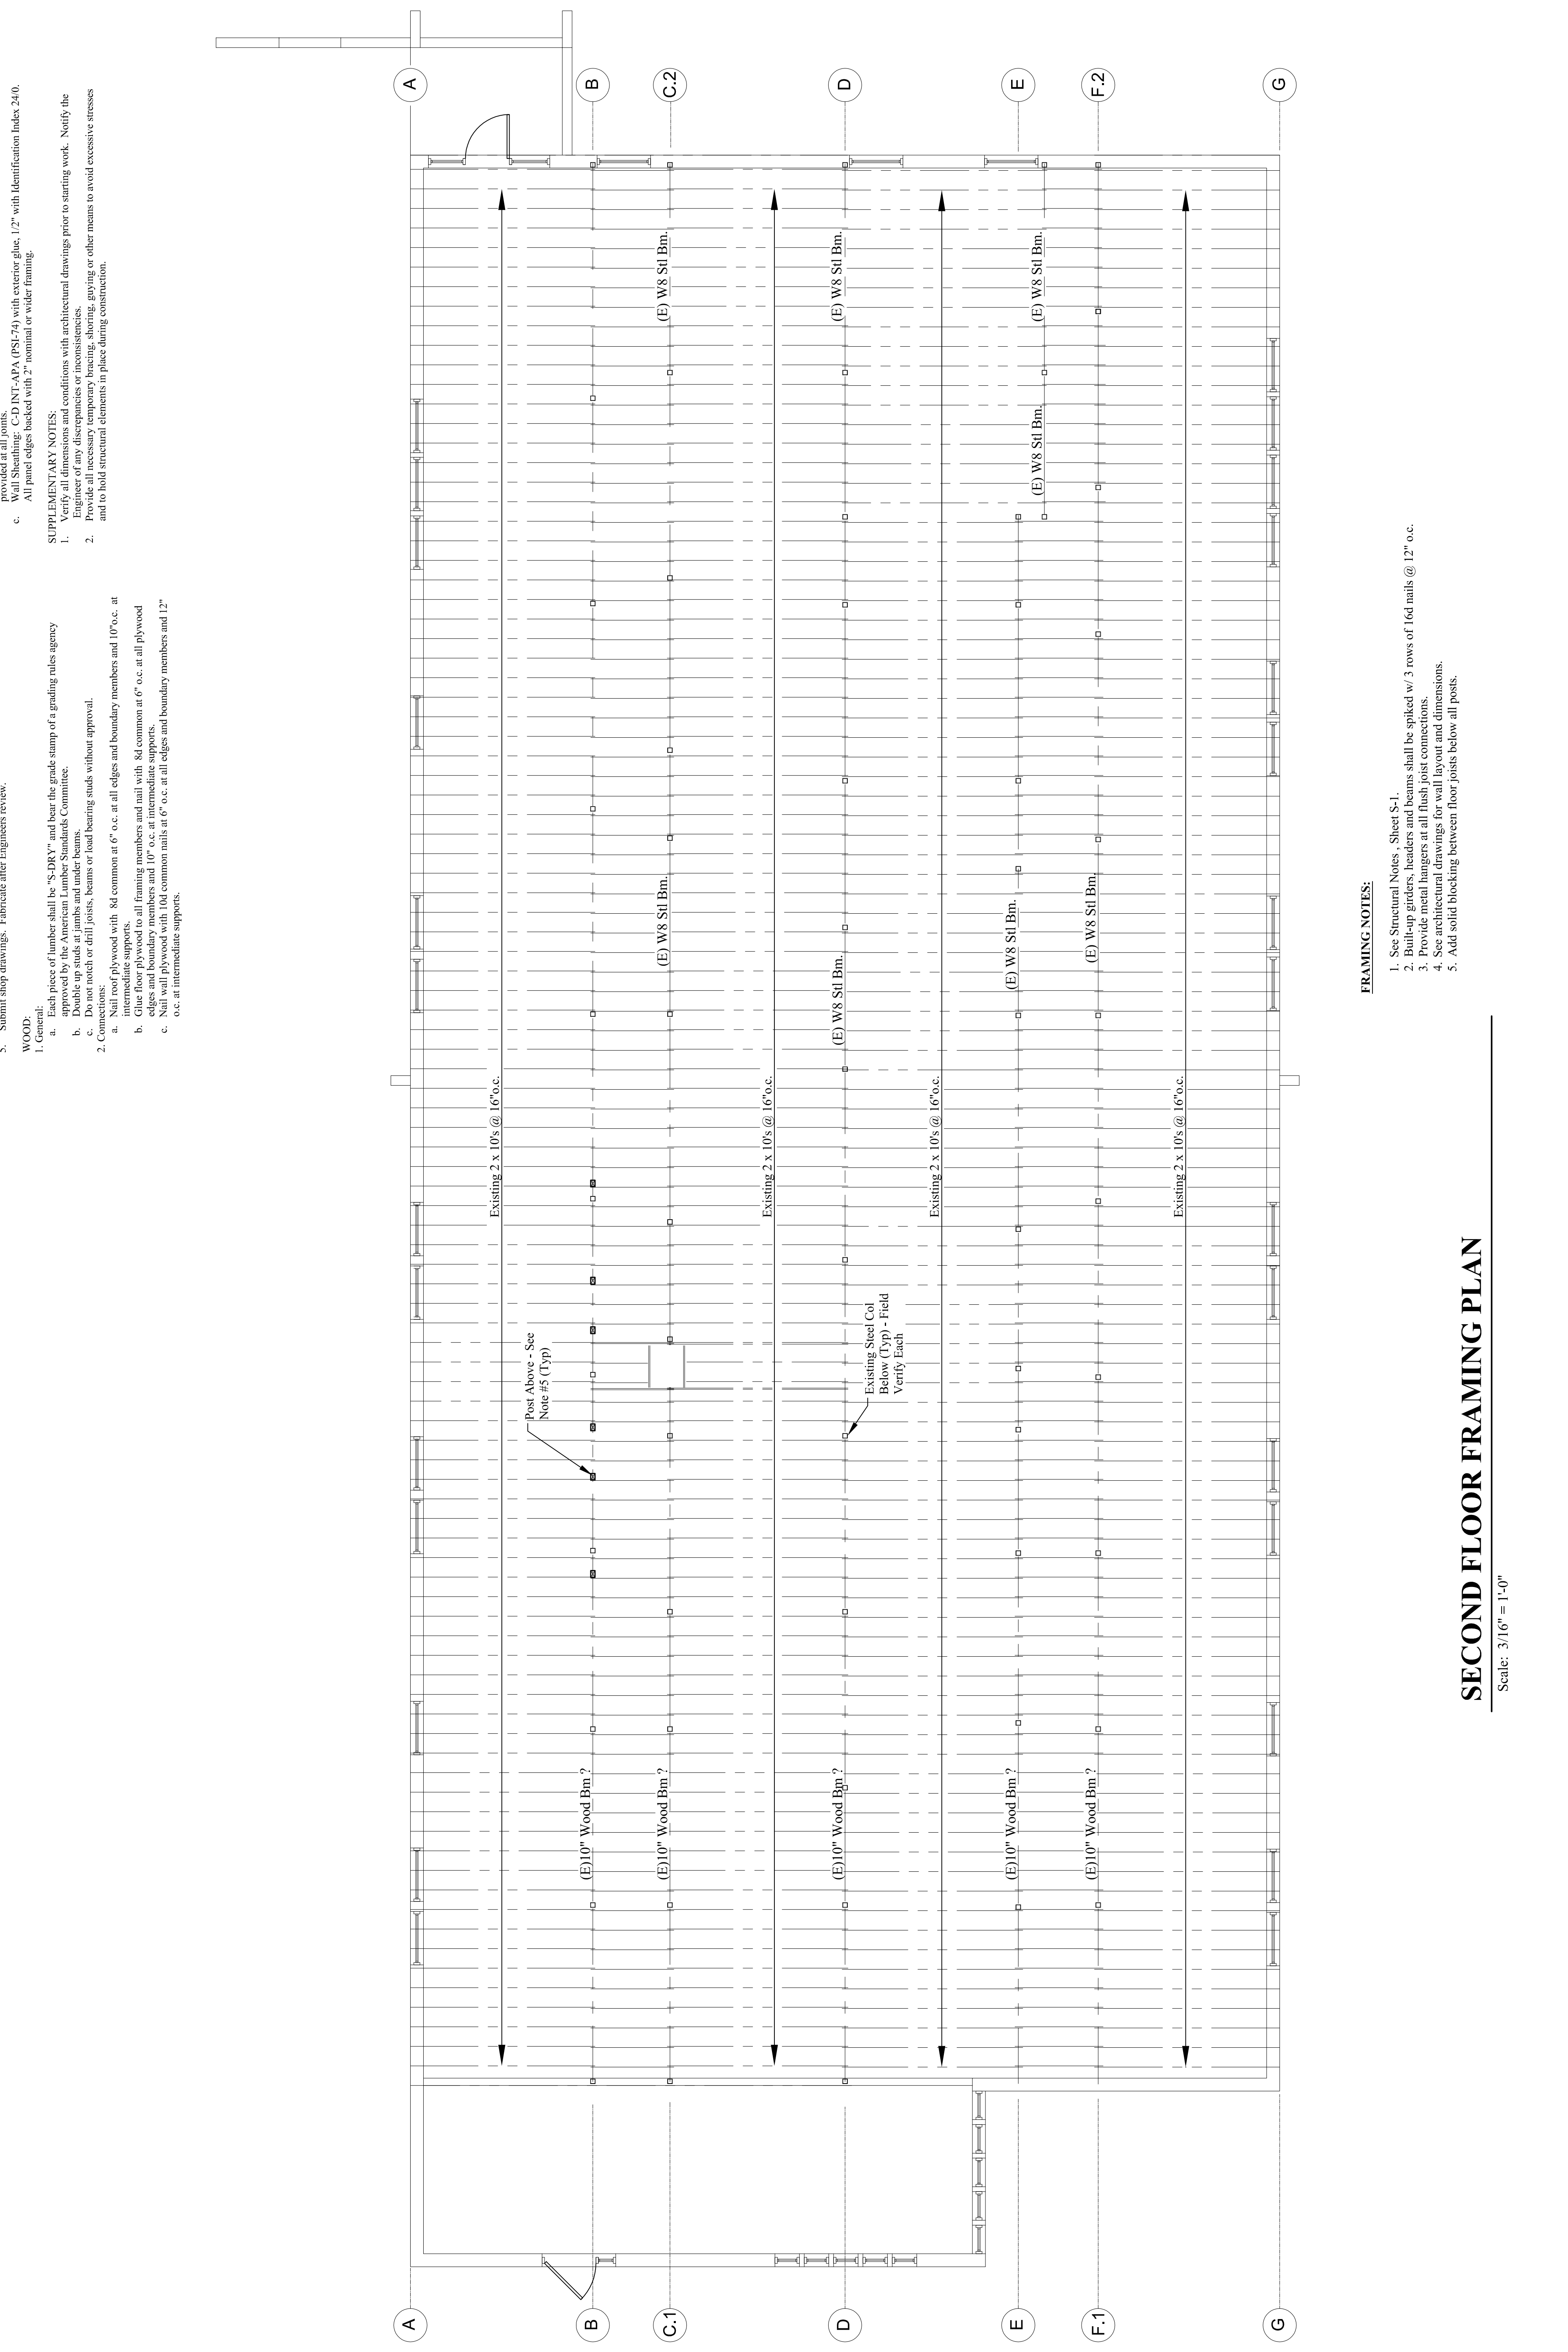 5. Submit shop drawings. Fabricate after Engineers review.
WOOD:
1. General:
a. Each piece of lumber shall be "S-DRY" and bear the grade stamp of a grading rules agency
approved by the American Lumber Standards Committee.
b. Double up studs at jambs and under beams.
c. Do not notch or drill joists, beams or load bearing studs without approval.
2. Connections:
a. Nail roof plywood with 8d common at 6" o.c. at all edges and boundary members and 10"o.c. at
intermediate supports.
b. Glue floor plywood to all framing members and nail with 8d common at 6" o.c. at all plywood
edges and boundary members and 10" o.c. at intermediate supports.
c. Nail wall plywood with 10d common nails at 6" o.c. at all edges and boundary members and 12"
o.c. at intermediate supports.
provided at all joints.
c. Wall Sheathing: C-D INT-APA (PSI-74) with exterior glue, 1/2" with Identification Index 24/0.
All panel edges backed with 2" nominal or wider framing.
SUPPLEMENTARY NOTES:
1. Verify all dimensions and conditions with architectural drawings prior to starting work. Notify the
Engineer of any discrepancies or inconsistencies.
2. Provide all necessary temporary bracing, shoring, guying or other means to avoid excessive stresses
and to hold structural elements in place during construction.
A
A
Existing 2 x 10's @ 16"o.c.
Post Above - See
Note #5 (Typ)
B
(E)10" Wood Bm ?
B
C.1
(E)10" Wood Bm ?
(E) W8 Stl Bm.
(E) W8 Stl Bm.
C.2
Existing 2 x 10's @ 16"o.c.
D
(E)10" Wood Bm ?
(E) W8 Stl Bm.
(E) W8 Stl Bm.
D
Existing Steel Col
Below (Typ) - Field
Verify Each
Existing 2 x 10's @ 16"o.c.
E
(E)10" Wood Bm ?
(E) W8 Stl Bm.
E
(E) W8 Stl Bm.
(E) W8 Stl Bm.
F.1
(E)10" Wood Bm ?
(E) W8 Stl Bm.
F.2
Existing 2 x 10's @ 16"o.c.
G
G
FRAMING NOTES:
1. See Structural Notes , Sheet S-1.
2. Built-up girders, headers and beams shall be spiked w/ 3 rows of 16d nails @ 12" o.c.
3. Provide metal hangers at all flush joist connections.
4. See architectural drawings for wall layout and dimensions.
5. Add solid blocking between floor joists below all posts.
SECOND FLOOR FRAMING PLAN
Scale: 3/16" = 1'-0"